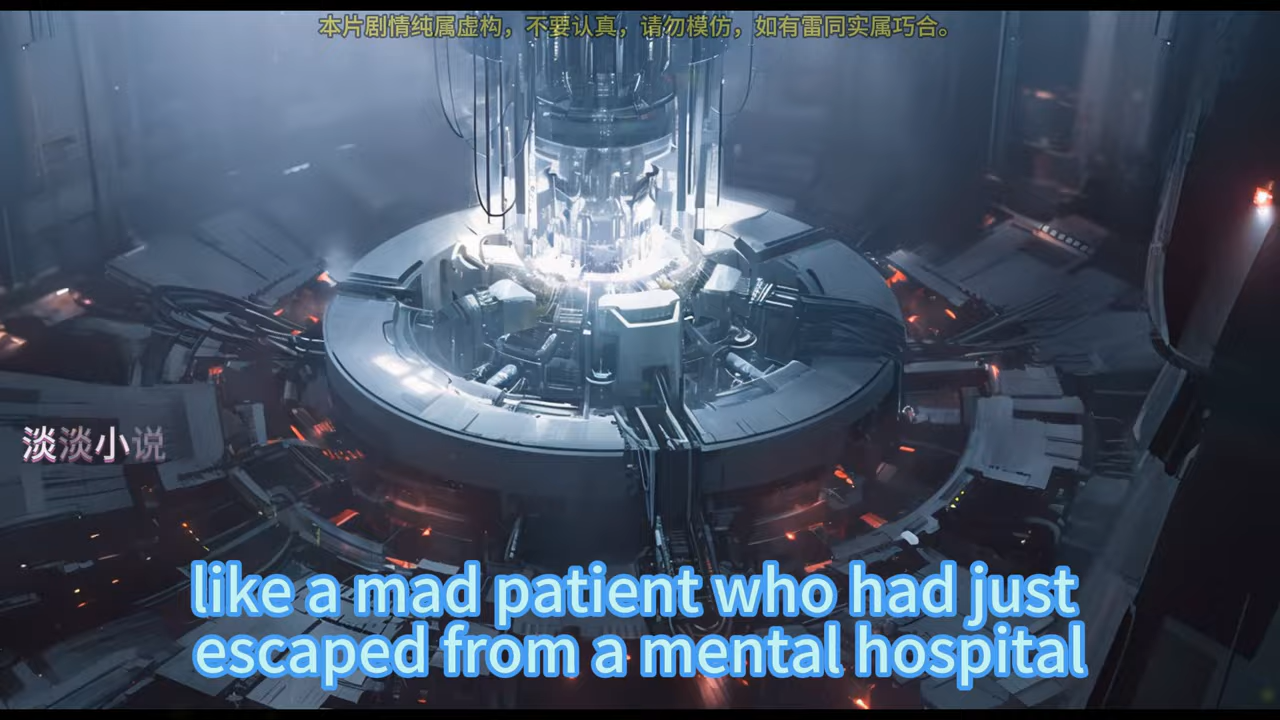 本片剧情纯属虚构，不要认真，请勿模仿，如有雷同实属巧合。
淡淡小说
like a mad patient who had just
escaped from a mental hospital